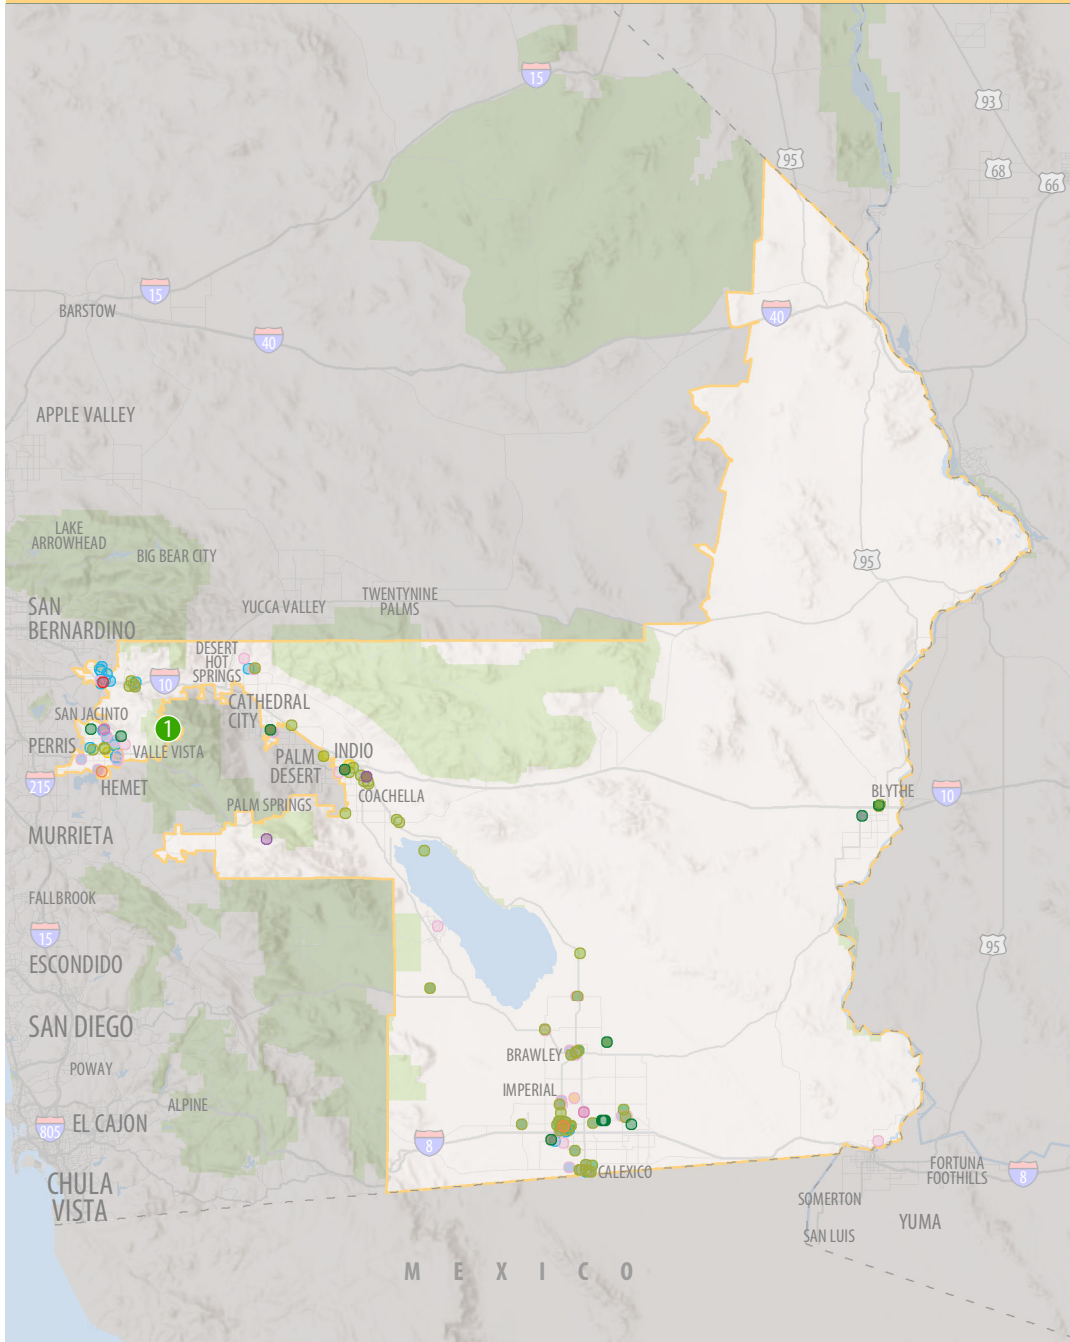 15
93
95
68
66
15
BARSTOW
40
40
APPLE VALLEY
LAKE
ARROWHEAD
BIG BEAR CITY
95
SAN
BERNARDINO
YUCCA VALLEY
TWENTYNINE
PALMS
DESERT
HOT
SPRINGS
10
CATHEDRAL
CITY
SAN JACINTO
1
PERRIS
VALLE VISTA
PALM
DESERT
INDIO
215
HEMET
COACHELLA
BLYTHE
10
PALM SPRINGS
MURRIETA
FALLBROOK
15
95
ESCONDIDO
SAN DIEGO
BRAWLEY
POWAY
IMPERIAL
ALPINE
805
EL CAJON
8
CALEXICO
FORTUNA
FOOTHILLS
8
CHULA
VISTA
SOMERTON
YUMA
SAN LUIS
MEXICO